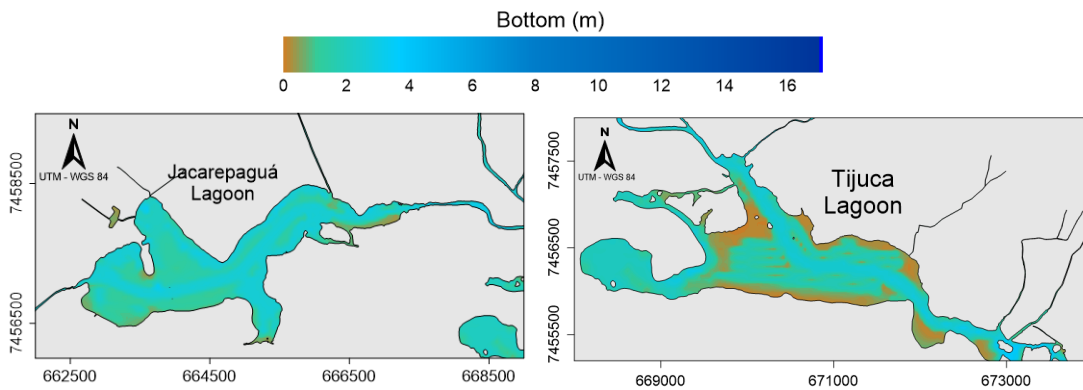 Bottom (m)
0 2 4 6 8 10 12 14 16
N
UTM - WGS 84
Jacarepaguá
Lagoon
7458500
7456500
662500 664500 666500 668500
N
UTM - WGS 84
Tijuca
Lagoon
7457500
7456500
7455500
669000 671000 673000